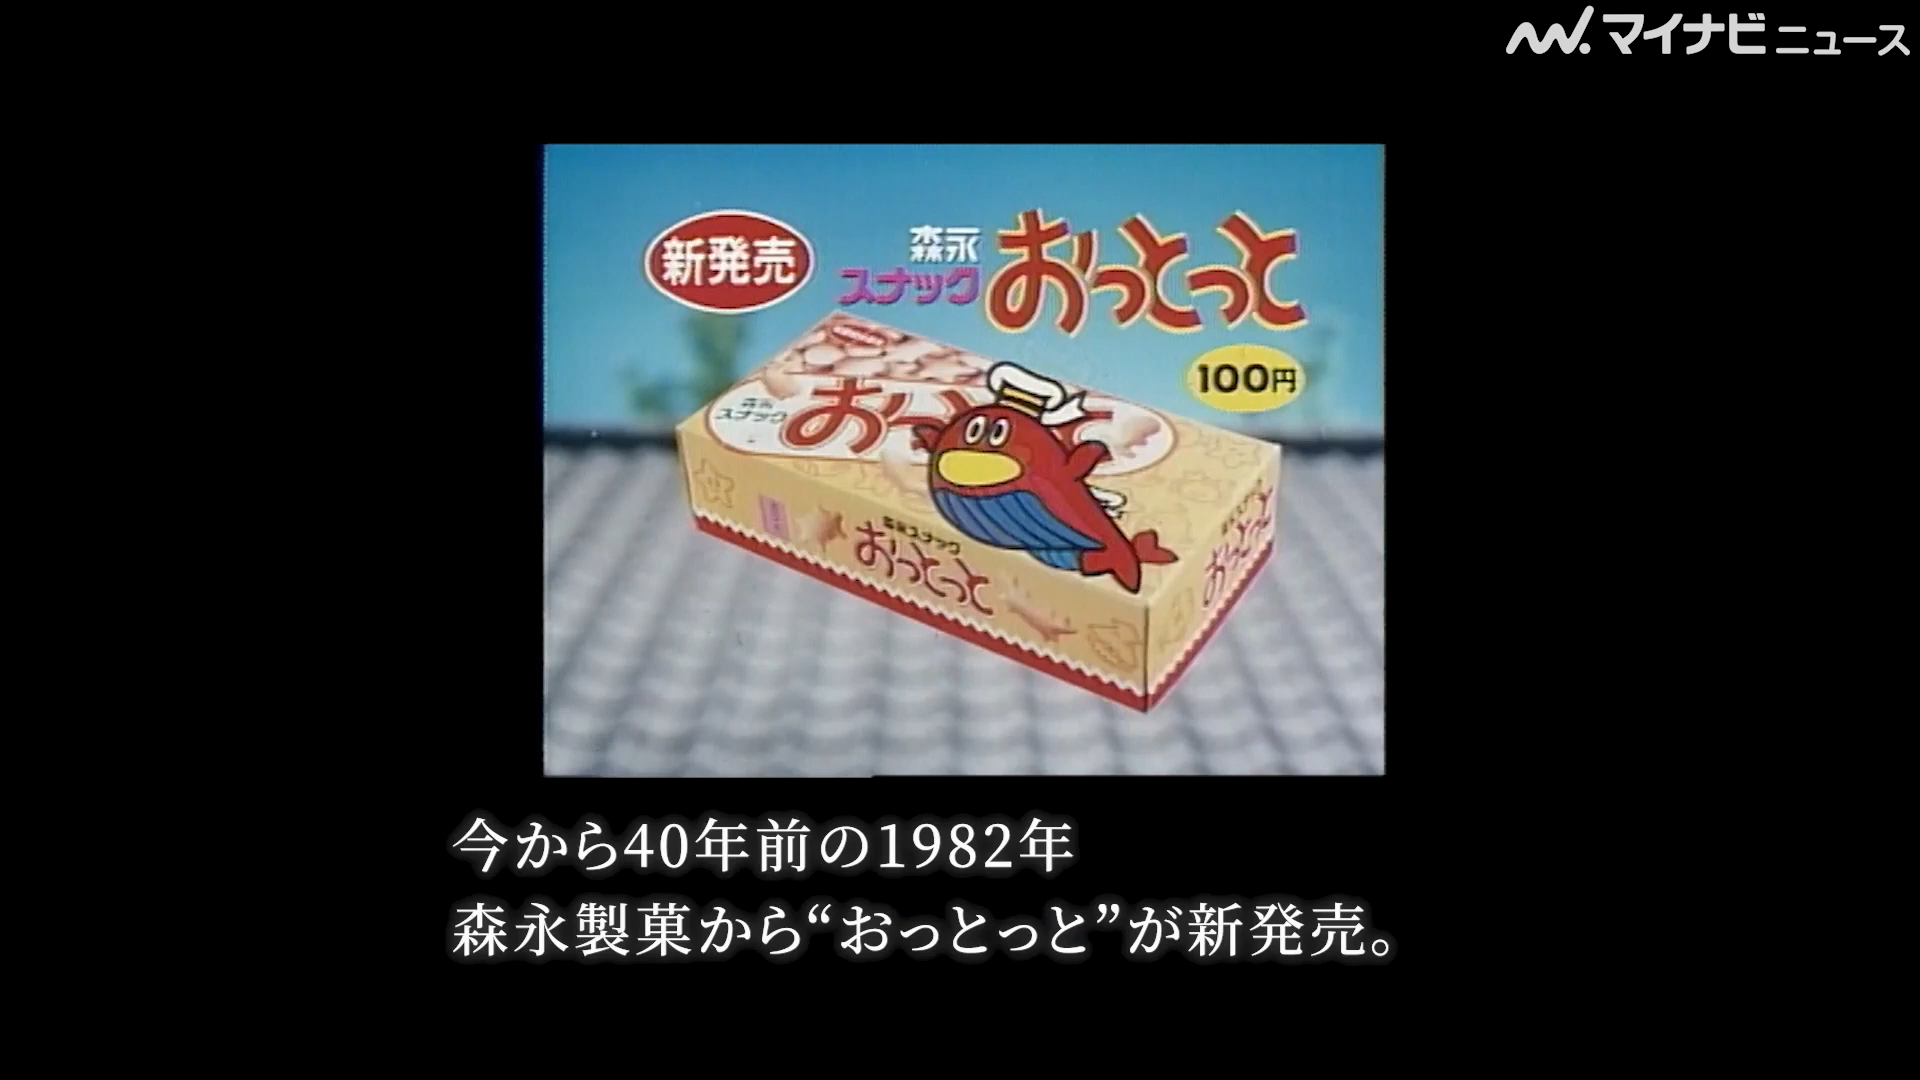 マイナビニュース
新発売
森永
スナック
おっとっと
100円
森永
スナック
森永スナック
おっとっと
おっとっと
今から40年前の1982年
森永製菓から“おっとっと”が新発売。